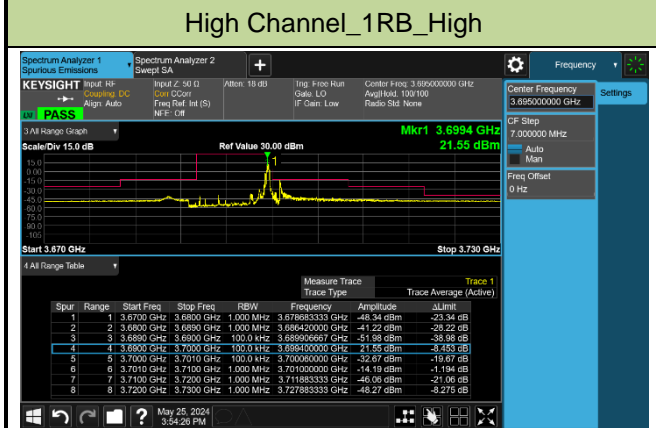 High Channel_1RB_High
Spectrum Analyzer 1
Spurious Emissions
Spectrum Analyzer 2
Swept SA
Frequency
KEYSIGHT Input: RF
Coupling: DC
Align: Auto
Input Z: 50 Ω
Corr CCorr
Freq Ref: Int (S)
NFE: Off
Atten: 18 dB
Trig: Free Run
Gate: LO
IF Gain: Low
Center Freq: 3.695000000 GHz
Avg|Hold: 100/100
Radio Std: None
PASS
Center Frequency
3.695000000 GHz
Settings
CF Step
7.000000 MHz
Auto
Man
Freq Offset
0 Hz
3 All Range Graph
Mkr1 3.6994 GHz
Scale/Div 15.0 dB Ref Value 30.00 dBm 21.55 dBm
1
15.0
0.00
-15.0
-30.0
-45.0
-60.0
-75.0
-90.0
-105
Start 3.670 GHz Stop 3.730 GHz
4 All Range Table
Measure Trace Trace 1
Trace Type Trace Average (Active)
Spur Range Start Freq Stop Freq RBW Frequency Amplitude ΔLimit
1 1 3.6700 GHz 3.6800 GHz 1.000 MHz 3.678683333 GHz -48.34 dBm -23.34 dB
2 2 3.6800 GHz 3.6890 GHz 1.000 MHz 3.686420000 GHz -41.22 dBm -28.22 dB
3 3 3.6890 GHz 3.6900 GHz 100.0 kHz 3.689906667 GHz -51.98 dBm -38.98 dB
4 4 3.6900 GHz 3.7000 GHz 100.0 kHz 3.699400000 GHz 21.55 dBm -8.453 dB
5 5 3.7000 GHz 3.7010 GHz 100.0 kHz 3.700060000 GHz -32.67 dBm -19.67 dB
6 6 3.7010 GHz 3.7100 GHz 1.000 MHz 3.701000000 GHz -14.19 dBm -1.194 dB
7 7 3.7100 GHz 3.7200 GHz 1.000 MHz 3.711883333 GHz -46.06 dBm -21.06 dB
8 8 3.7200 GHz 3.7300 GHz 1.000 MHz 3.727883333 GHz -48.27 dBm -8.275 dB
May 25, 2024
3:54:26 PM